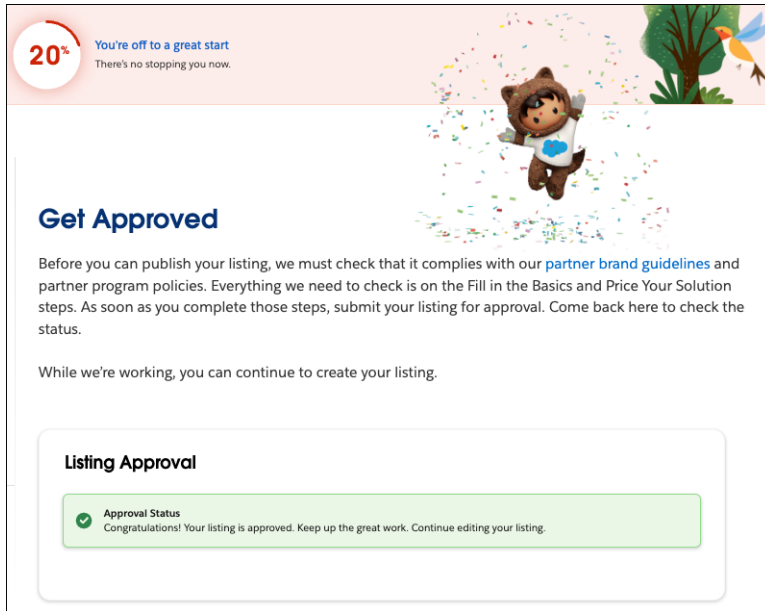 20%
You're off to a great start
There's no stopping you now.
Get Approved
Before you can publish your listing, we must check that it complies with our partner brand guidelines and
partner program policies. Everything we need to check is on the Fill in the Basics and Price Your Solution
steps. As soon as you complete those steps, submit your listing for approval. Come back here to check the
status.
While we're working, you can continue to create your listing.
Listing Approval
Approval Status
Congratulations! Your listing is approved. Keep up the great work. Continue editing your listing.